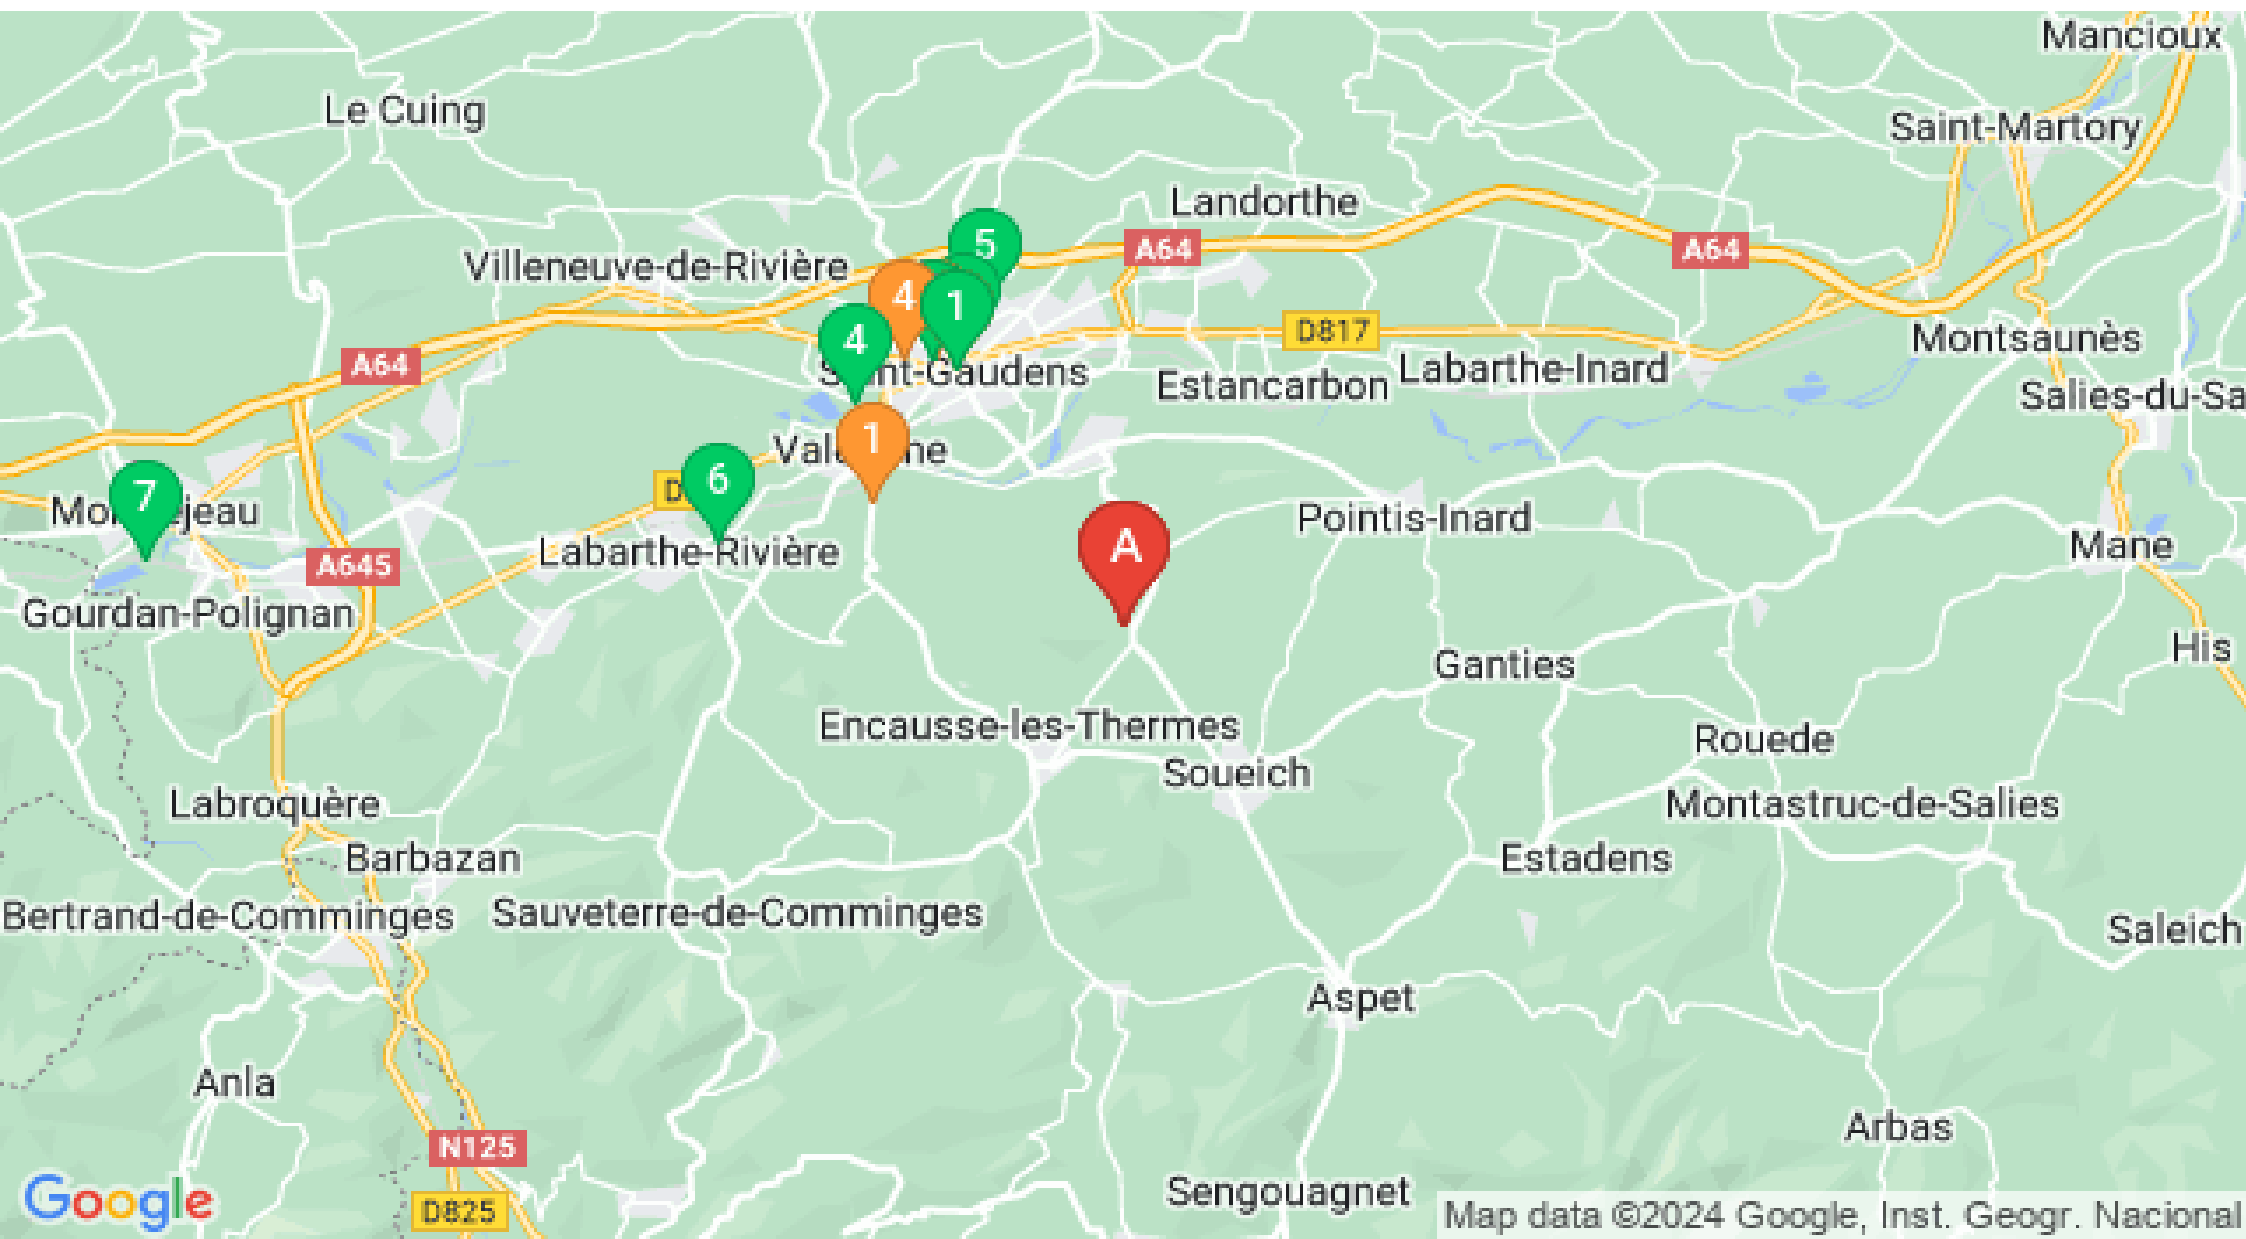 Mancioux
Le Cuing
Saint-Martory
Landorthe
5
A64
A64
Villeneuve-de-Rivière
4
1
4
D817
Montsaunès
A64
Labarthe-Inard
Estancarbon
Salies-du-Sa
1
6
7
Pointis-Inard
A
Mane
Labarthe-Rivière
A645
Gourdan-Polignan
His
Ganties
Encausse-les-Thermes
Rouede
Soueich
Labroquère
Montastruc-de-Salies
Barbazan
Estadens
Bertrand-de-Comminges
Sauveterre-de-Comminges
Saleich
Aspet
Anla
Arbas
N125
Sengouagnet
Google
D825
Map data ©2024 Google, Inst. Geogr. Nacional